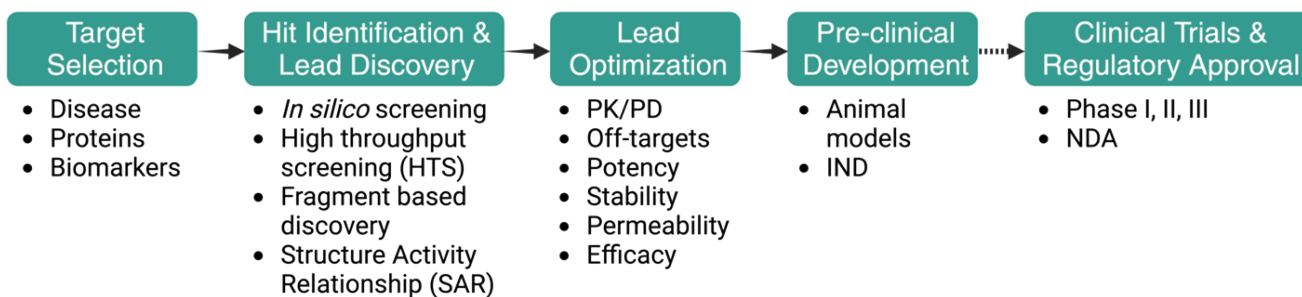 Target
Selection
• Disease
• Proteins
• Biomarkers
Hit Identification &
Lead Discovery
• In silico screening
• High throughput
screening (HTS)
• Fragment based
discovery
• Structure Activity
Relationship (SAR)
Lead
Optimization
• PK/PD
• Off-targets
• Potency
• Stability
• Permeability
• Efficacy
Pre-clinical
Development
• Animal
models
• IND
Clinical Trials &
Regulatory Approval
• Phase I, II, III
• NDA